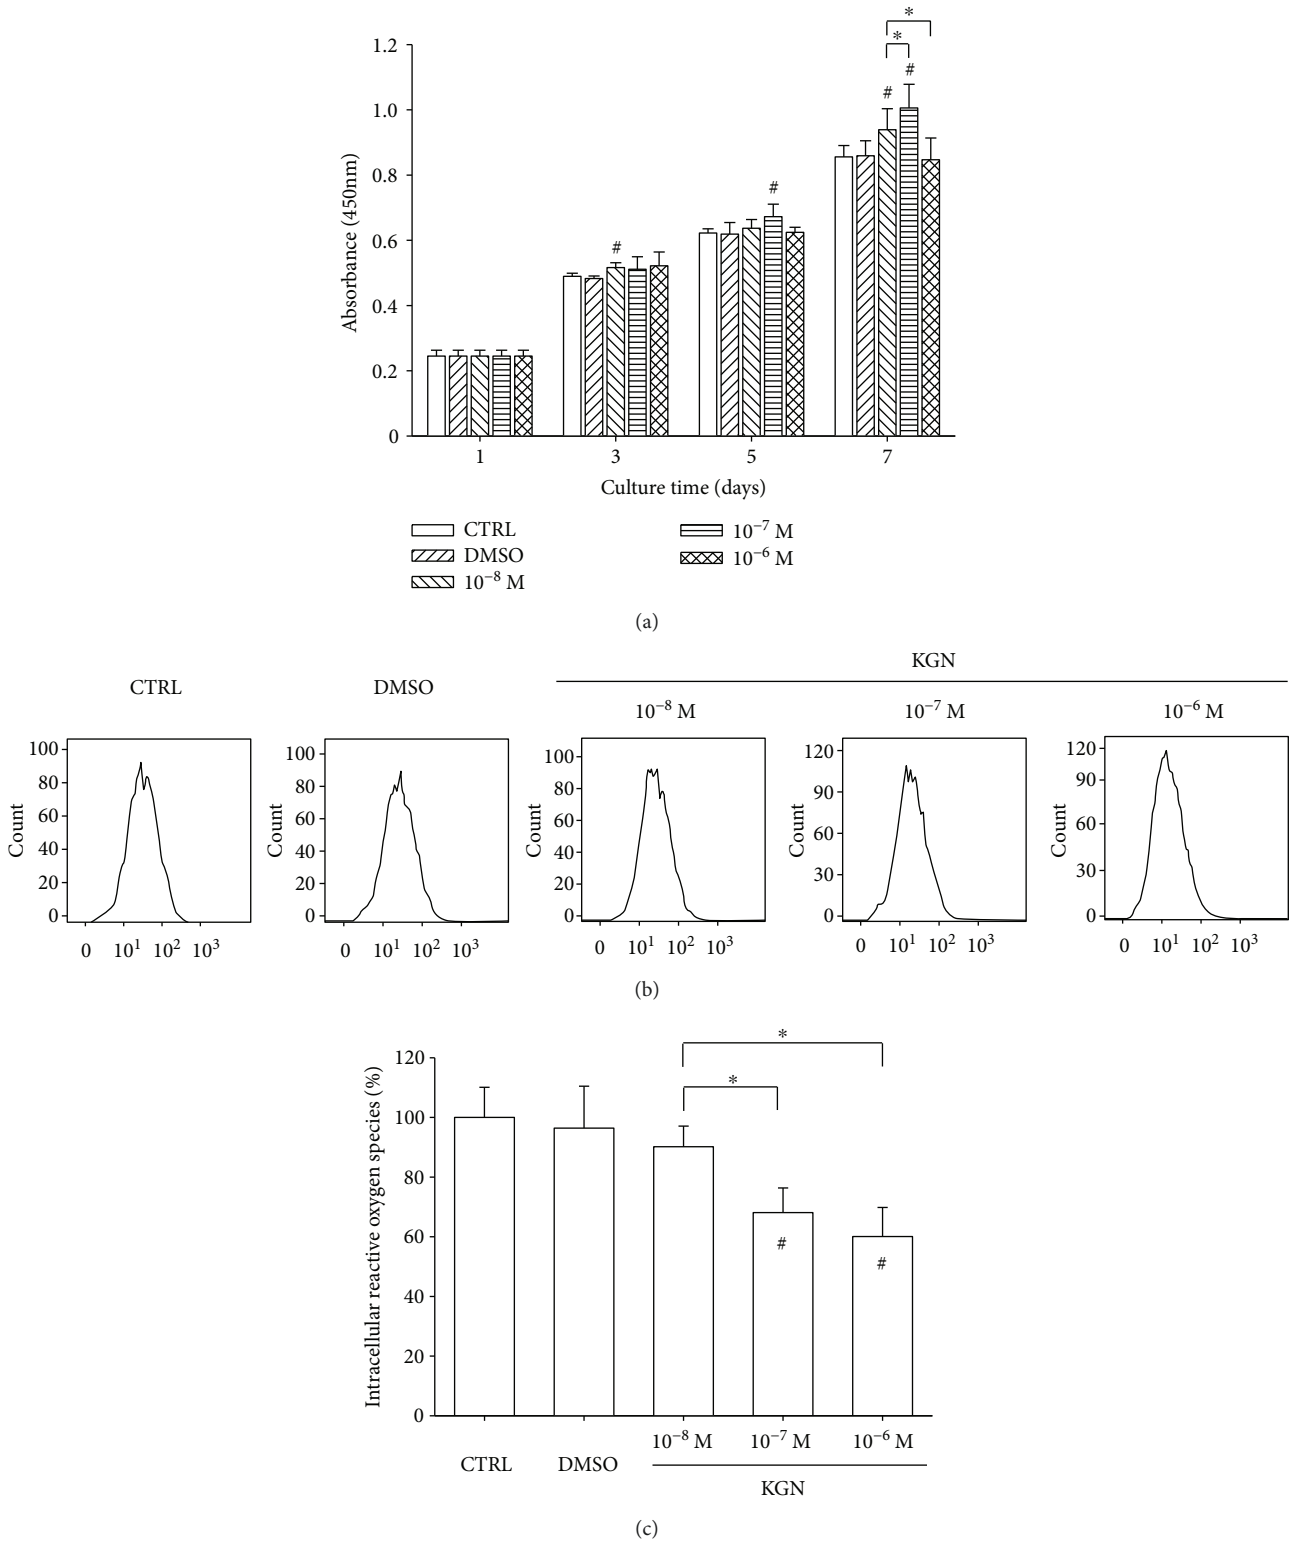 *
*
#
#
#
#
1.2
1.0
0.8
0.6
0.4
0.2
0
Absorbance (450nm)
1 3 5 7
Culture time (days)
CTRL
DMSO
10⁻⁸ M
10⁻⁷ M
10⁻⁶ M
(a)
KGN
CTRL DMSO
10⁻⁸ M 10⁻⁷ M 10⁻⁶ M
Count
100
80
60
40
20
0
0 10¹ 10² 10³
Count
100
80
60
40
20
0
0 10¹ 10² 10³
Count
100
80
60
40
20
0
0 10¹ 10² 10³
Count
120
90
60
30
0
0 10¹ 10² 10³
Count
120
90
60
30
0
0 10¹ 10² 10³
(b)
*
*
#
#
120
100
80
60
40
20
0
Intracellular reactive oxygen species (%)
10⁻⁸ M 10⁻⁷ M 10⁻⁶ M
CTRL DMSO
KGN
(c)